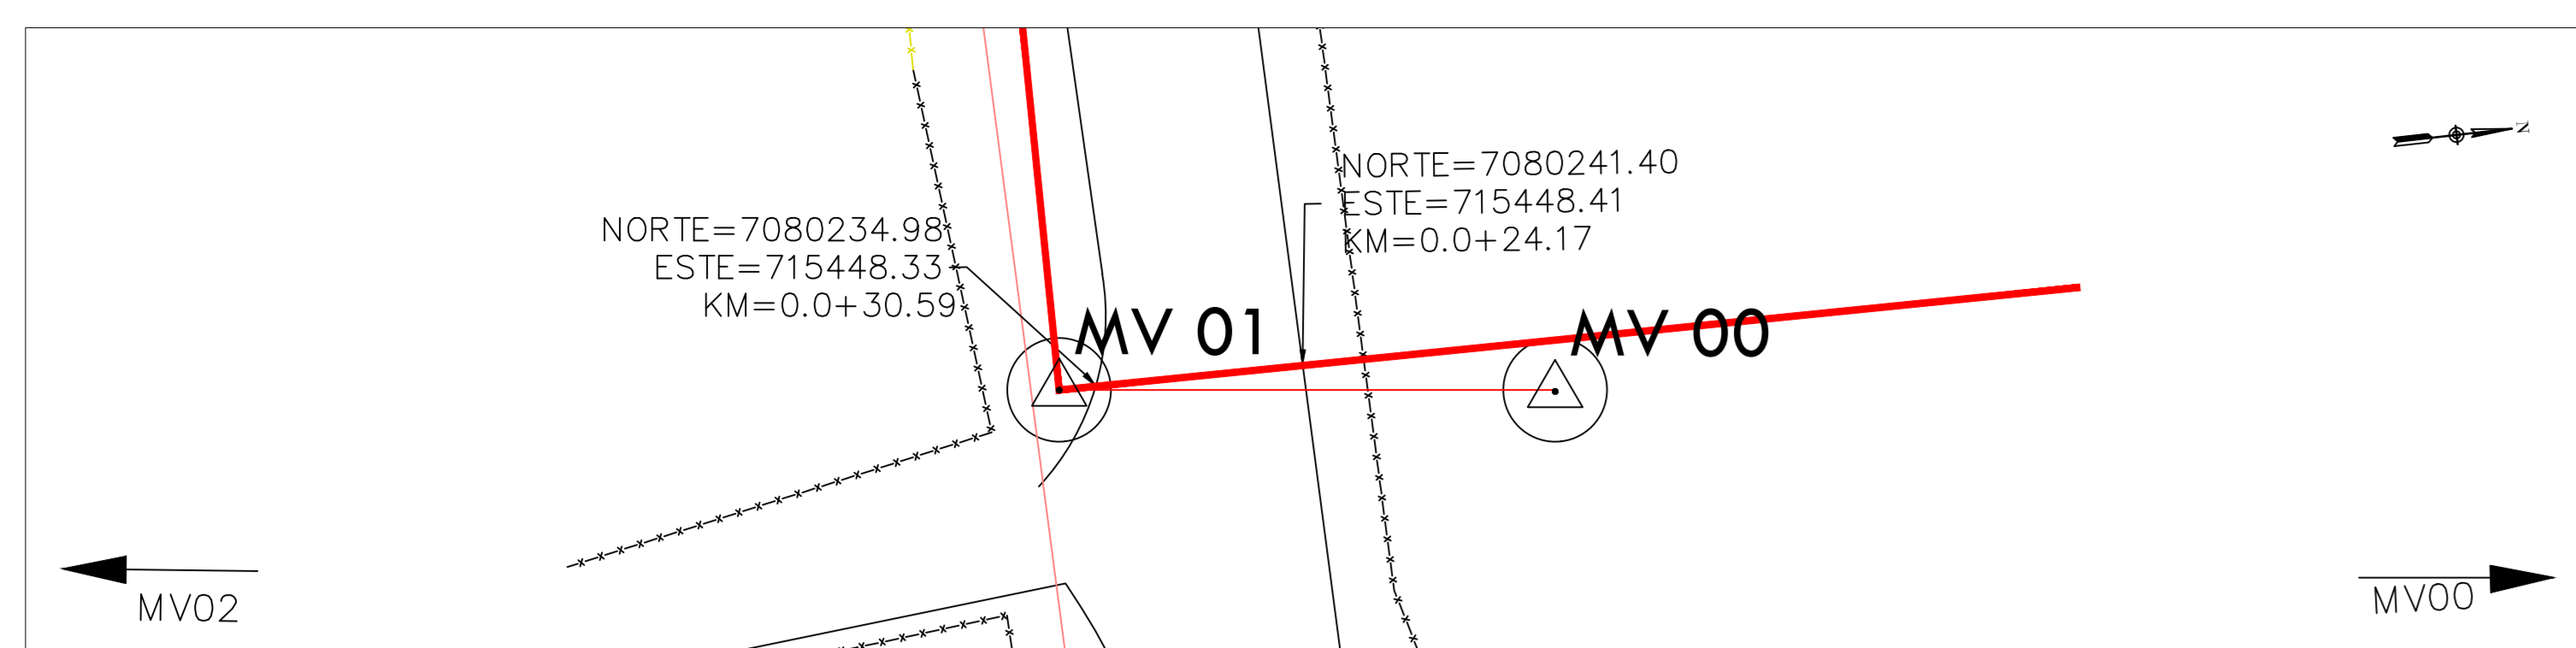 N
NORTE=7080241.40
ESTE=715448.41
KM=0.0+24.17
NORTE=7080234.98
ESTE=715448.33
KM=0.0+30.59
MV 01
MV 00
MV02
MV00